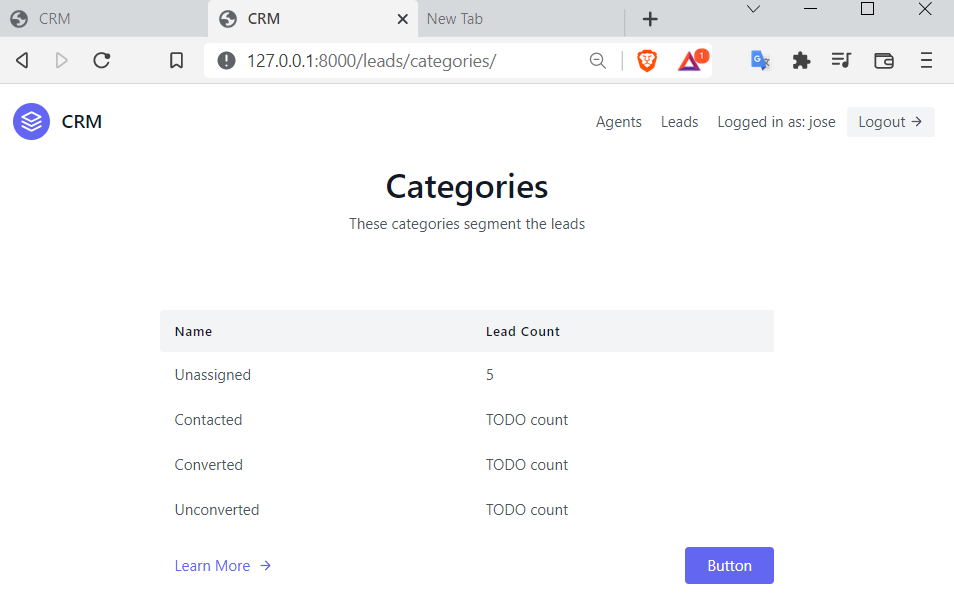 CRM
CRM
New Tab
127.0.0.1:8000/leads/categories/
1
CRM
Agents
Leads
Logged in as: jose
Logout →
Categories
These categories segment the leads
Name Lead Count
Unassigned 5
Contacted TODO count
Converted TODO count
Unconverted TODO count
Learn More →
Button